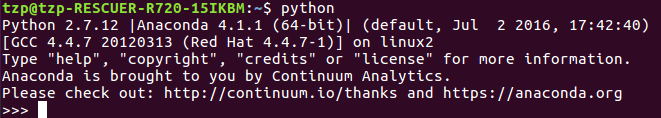 tzp@tzp-RESCUER-R720-15IKBM:~$ python
Python 2.7.12 |Anaconda 4.1.1 (64-bit)| (default, Jul  2 2016, 17:42:40)
[GCC 4.4.7 20120313 (Red Hat 4.4.7-1)] on linux2
Type "help", "copyright", "credits" or "license" for more information.
Anaconda is brought to you by Continuum Analytics.
Please check out: http://continuum.io/thanks and https://anaconda.org
>>>